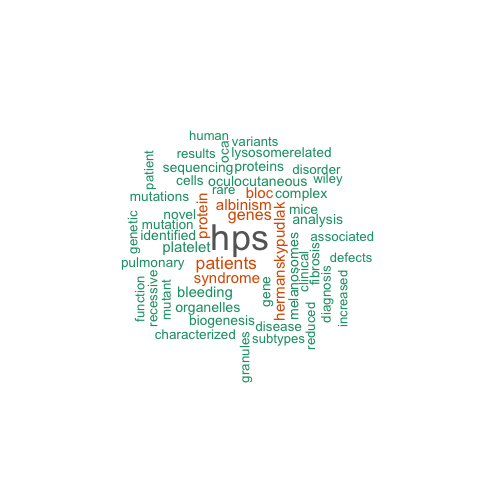 human
variants
oca
results
lysosomerelated
patient
sequencing
proteins
disorder
cells
oculocutaneous
wiley
rare
bloc
complex
mutations
protein
albinism
mice
novel
genes
hermanskypudlak
analysis
mutation
genetic
identified
hps
associated
platelet
melanosomes
clinical
fibrosis
defects
pulmonary
patients
syndrome
gene
diagnosis
increased
function
recessive
mutant
bleeding
organelles
biogenesis
disease
reduced
characterized
subtypes
granules